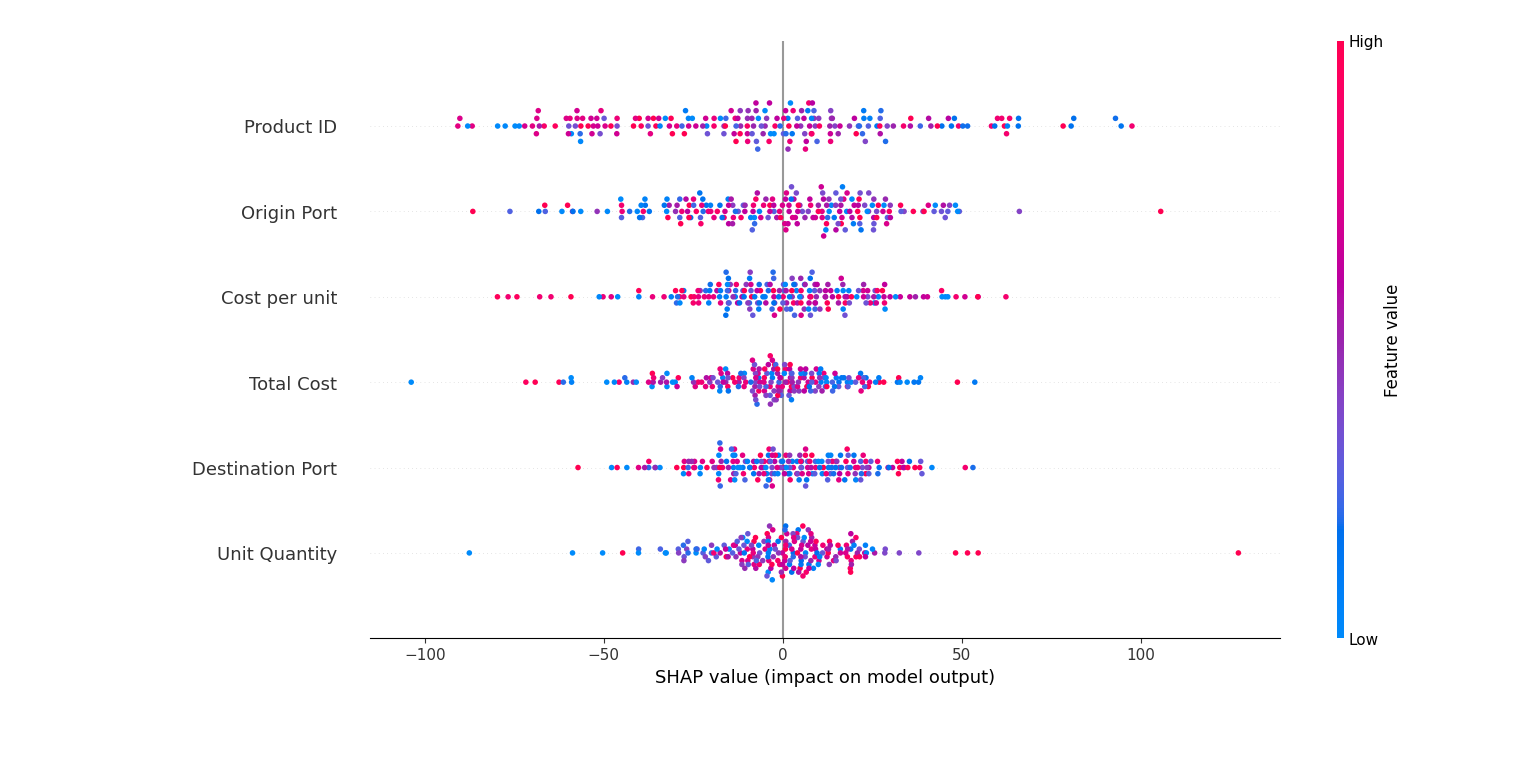 High
Product ID
Origin Port
Cost per unit
Total Cost
Destination Port
Unit Quantity
Feature value
Low
−100
−50
0
50
100
SHAP value (impact on model output)